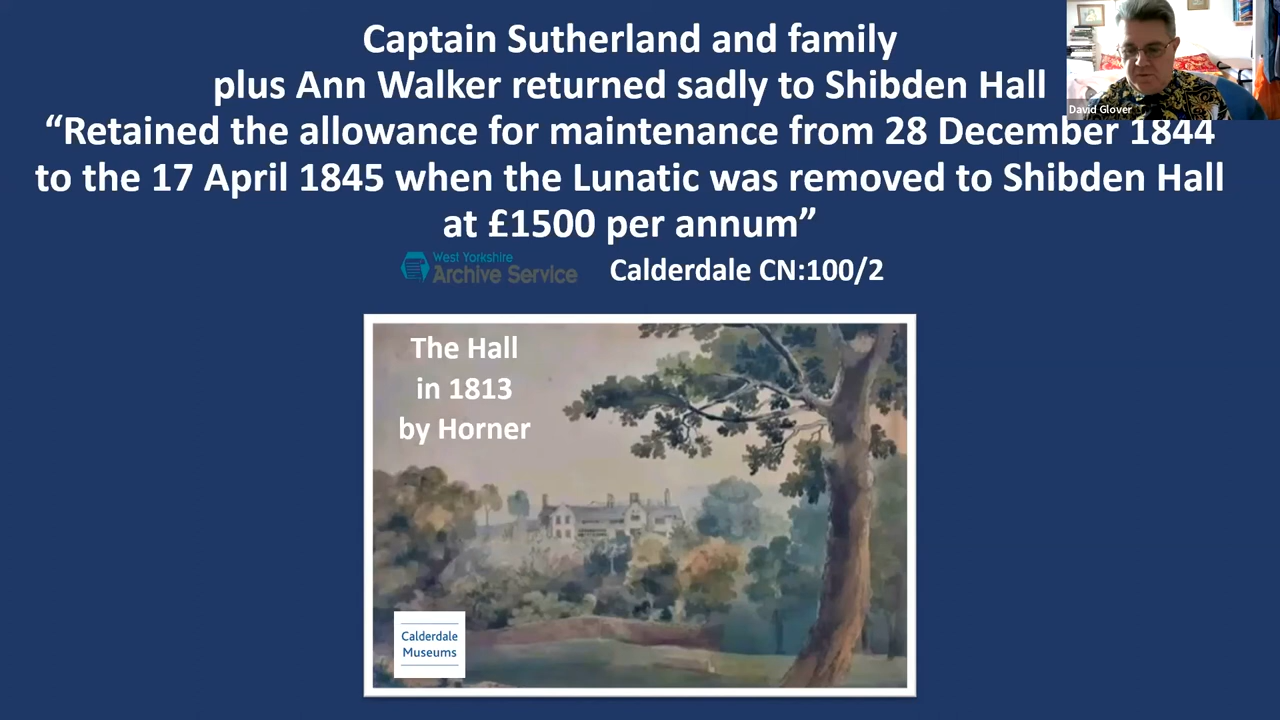 Captain Sutherland and family
plus Ann Walker returned sadly to Shibden Hall
David Glover
“Retained the allowance for maintenance from 28 December 1844
to the 17 April 1845 when the Lunatic was removed to Shibden Hall
at £1500 per annum”
West Yorkshire
Archive Service
Calderdale CN:100/2
The Hall
in 1813
by Horner
Calderdale
Museums